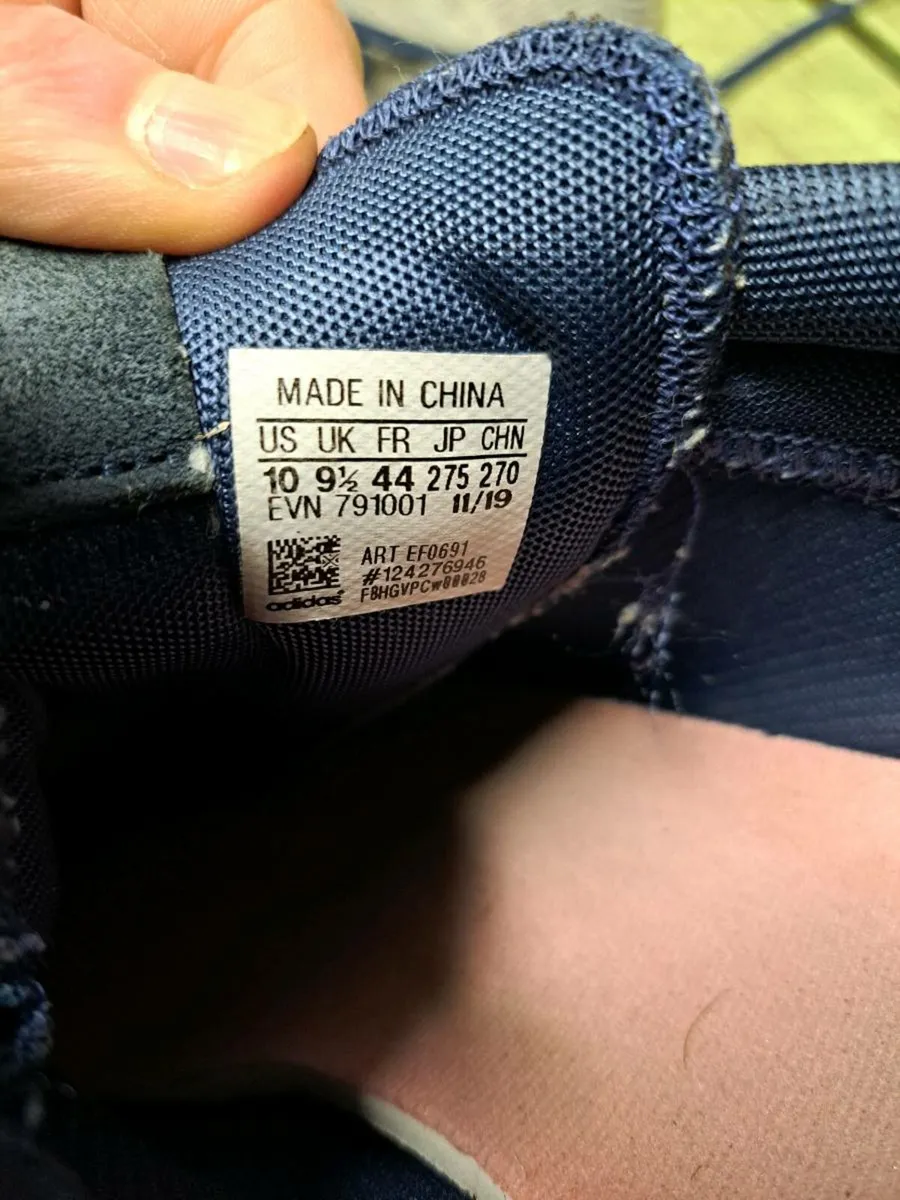 MADE IN CHINA
US UK FR JP CHN
10 9½ 44 275 270
EVN 791001 11/19
ART EF0691
#124276946
F8HGVPCW00028
adidas®